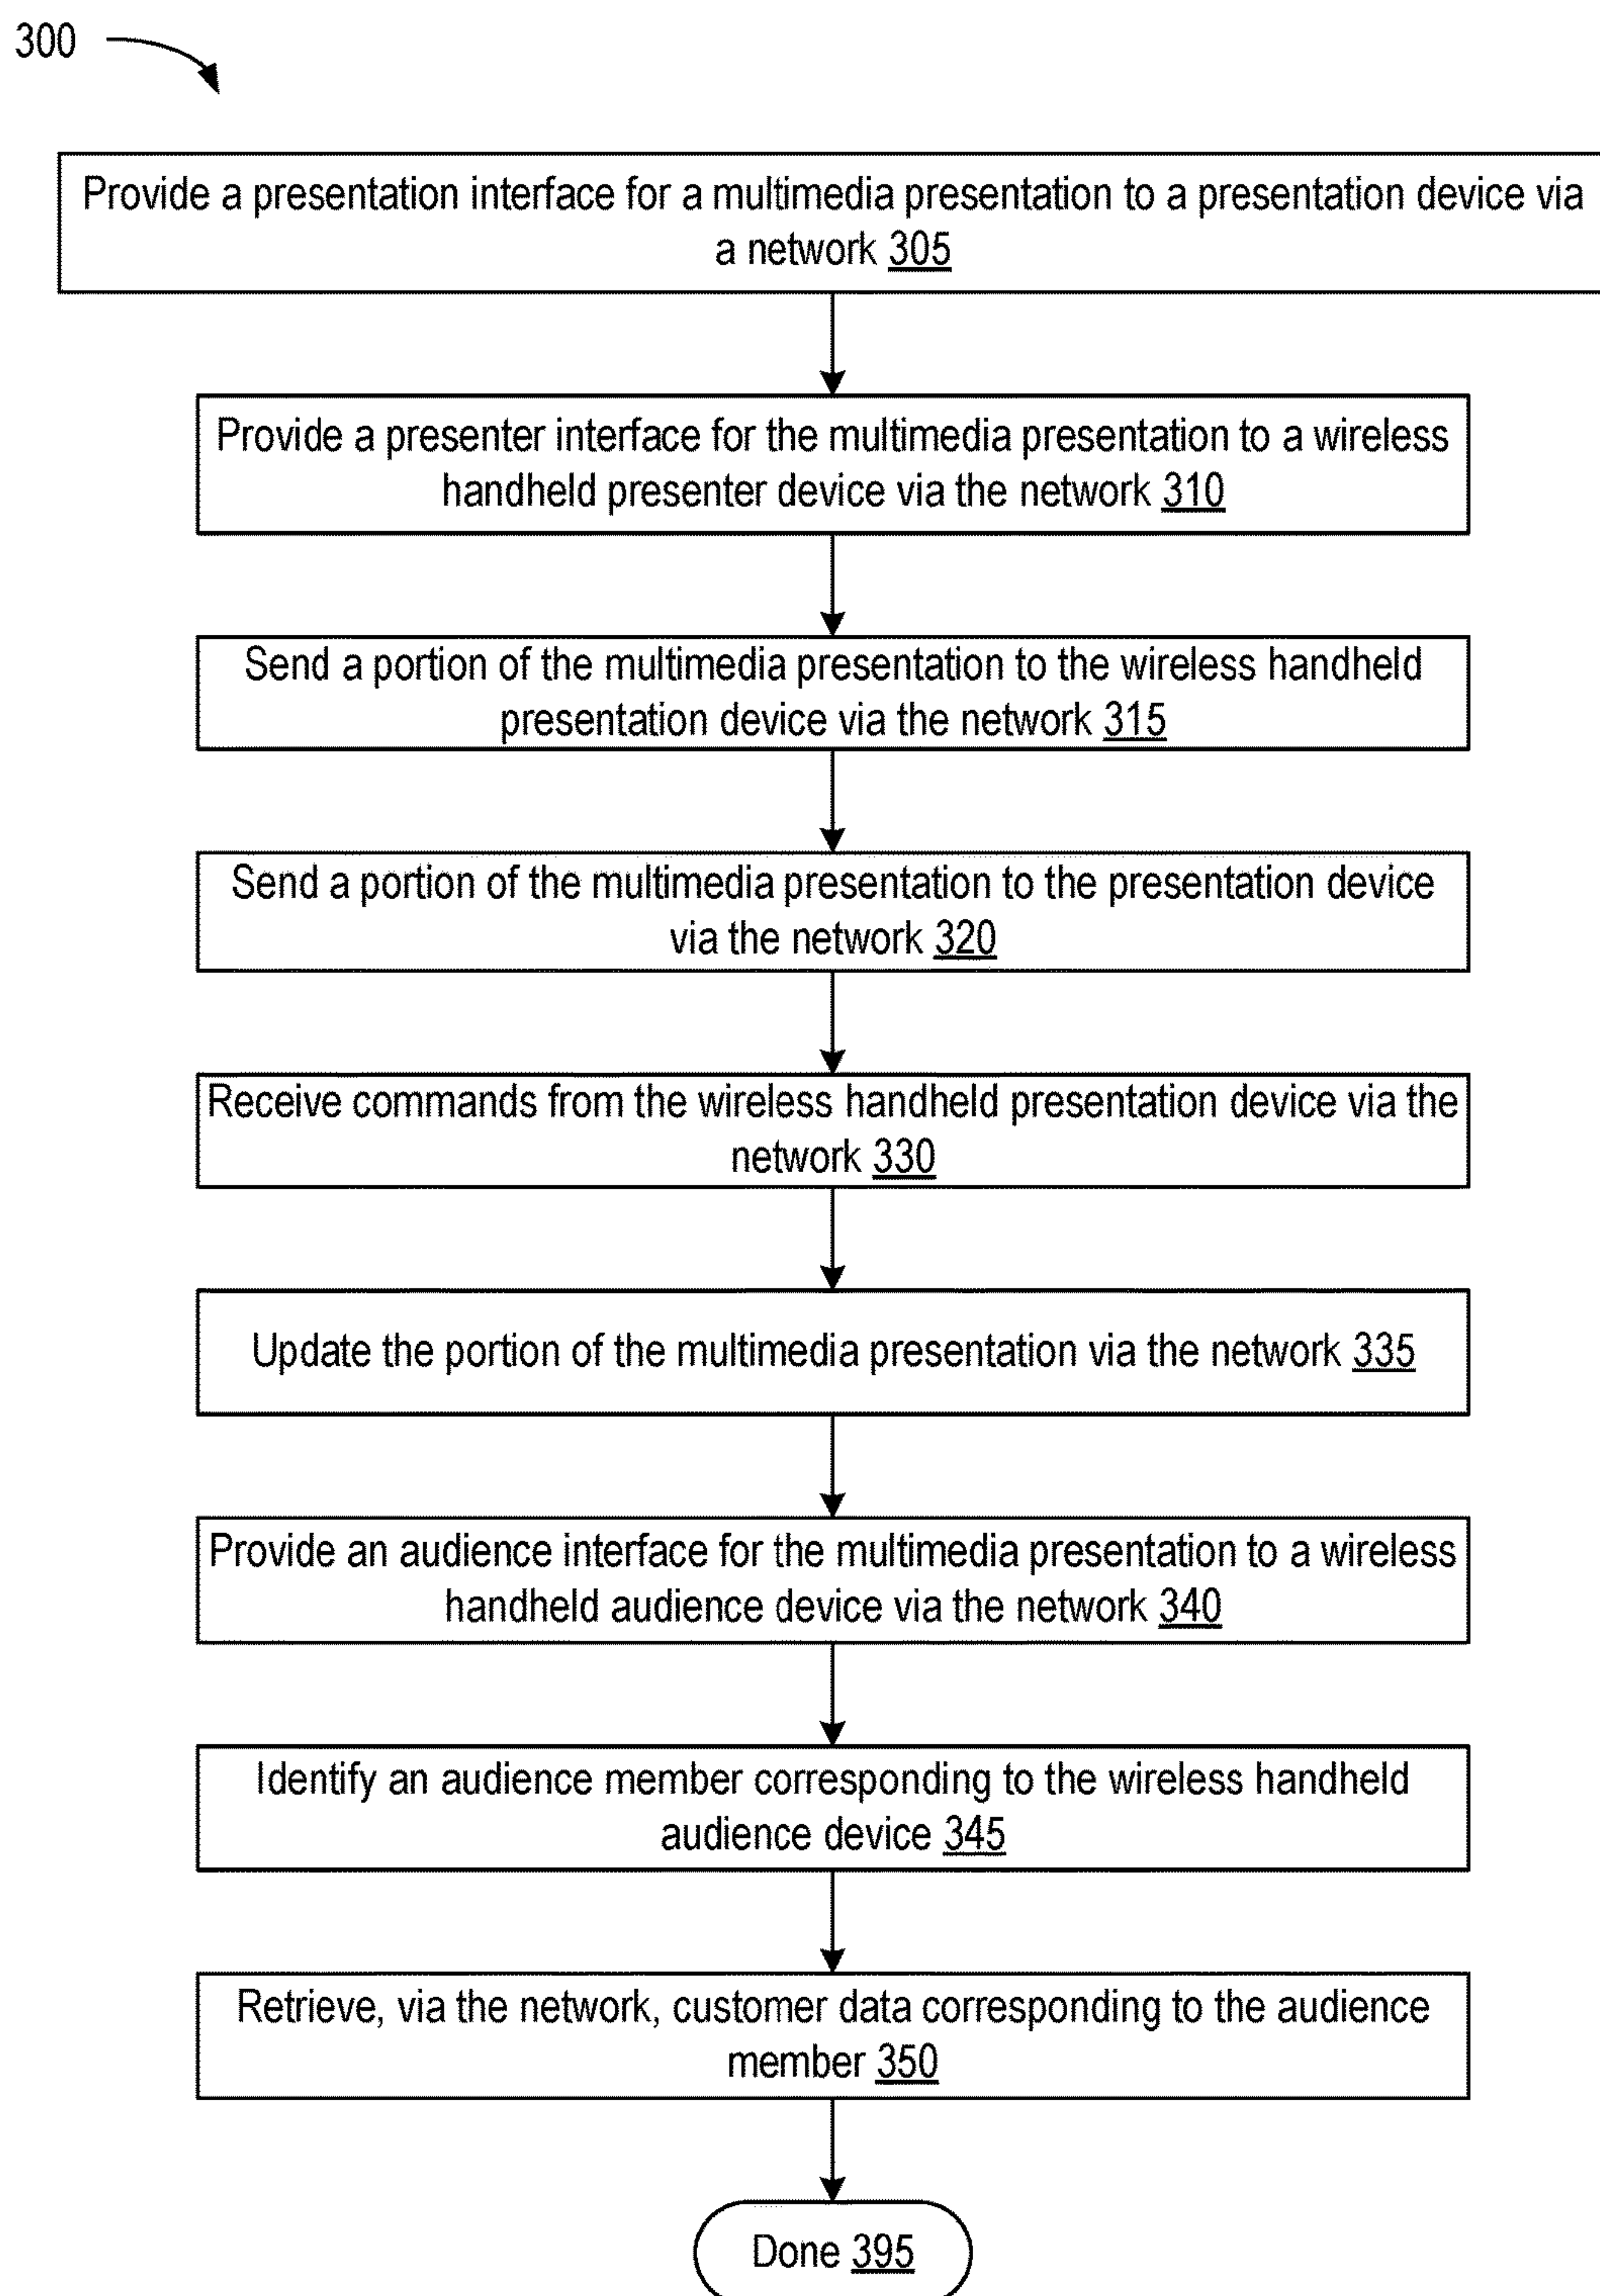 300
Provide a presentation interface for a multimedia presentation to a presentation device via
a network 305
Provide a presenter interface for the multimedia presentation to a wireless
handheld presenter device via the network 310
Send a portion of the multimedia presentation to the wireless handheld
presentation device via the network 315
Send a portion of the multimedia presentation to the presentation device
via the network 320
Receive commands from the wireless handheld presentation device via the
network 330
Update the portion of the multimedia presentation via the network 335
Provide an audience interface for the multimedia presentation to a wireless
handheld audience device via the network 340
Identify an audience member corresponding to the wireless handheld
audience device 345
Retrieve, via the network, customer data corresponding to the audience
member 350
Done 395